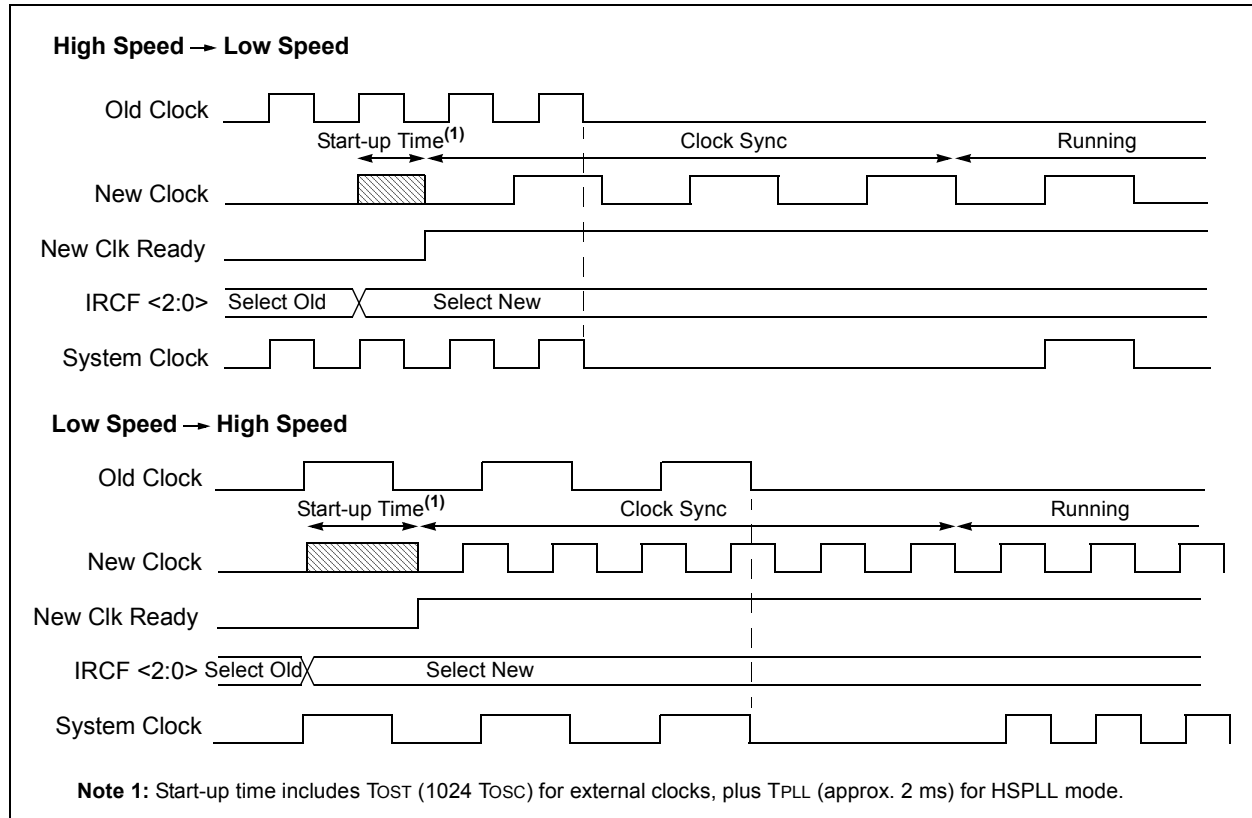 High Speed → Low Speed
Old Clock
Start-up Time(1) Clock Sync Running
New Clock
New Clk Ready
IRCF <2:0> Select Old Select New
System Clock
Low Speed → High Speed
Old Clock
Start-up Time(1) Clock Sync Running
New Clock
New Clk Ready
IRCF <2:0> Select Old Select New
System Clock
Note 1: Start-up time includes TOST (1024 TOSC) for external clocks, plus TPLL (approx. 2 ms) for HSPLL mode.